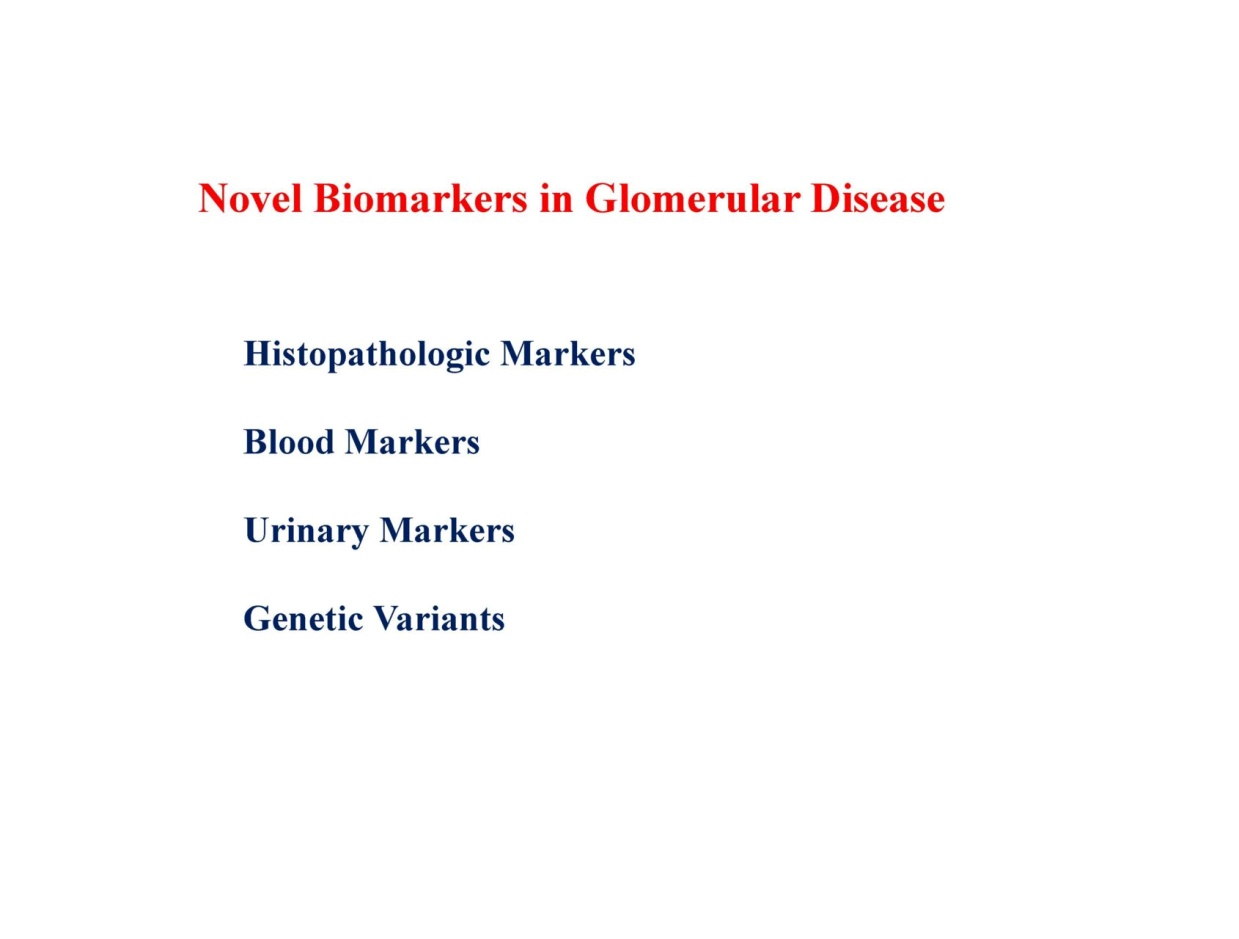 Novel Biomarkers in Glomerular Disease
Histopathologic Markers
Blood Markers
Urinary Markers
Genetic Variants